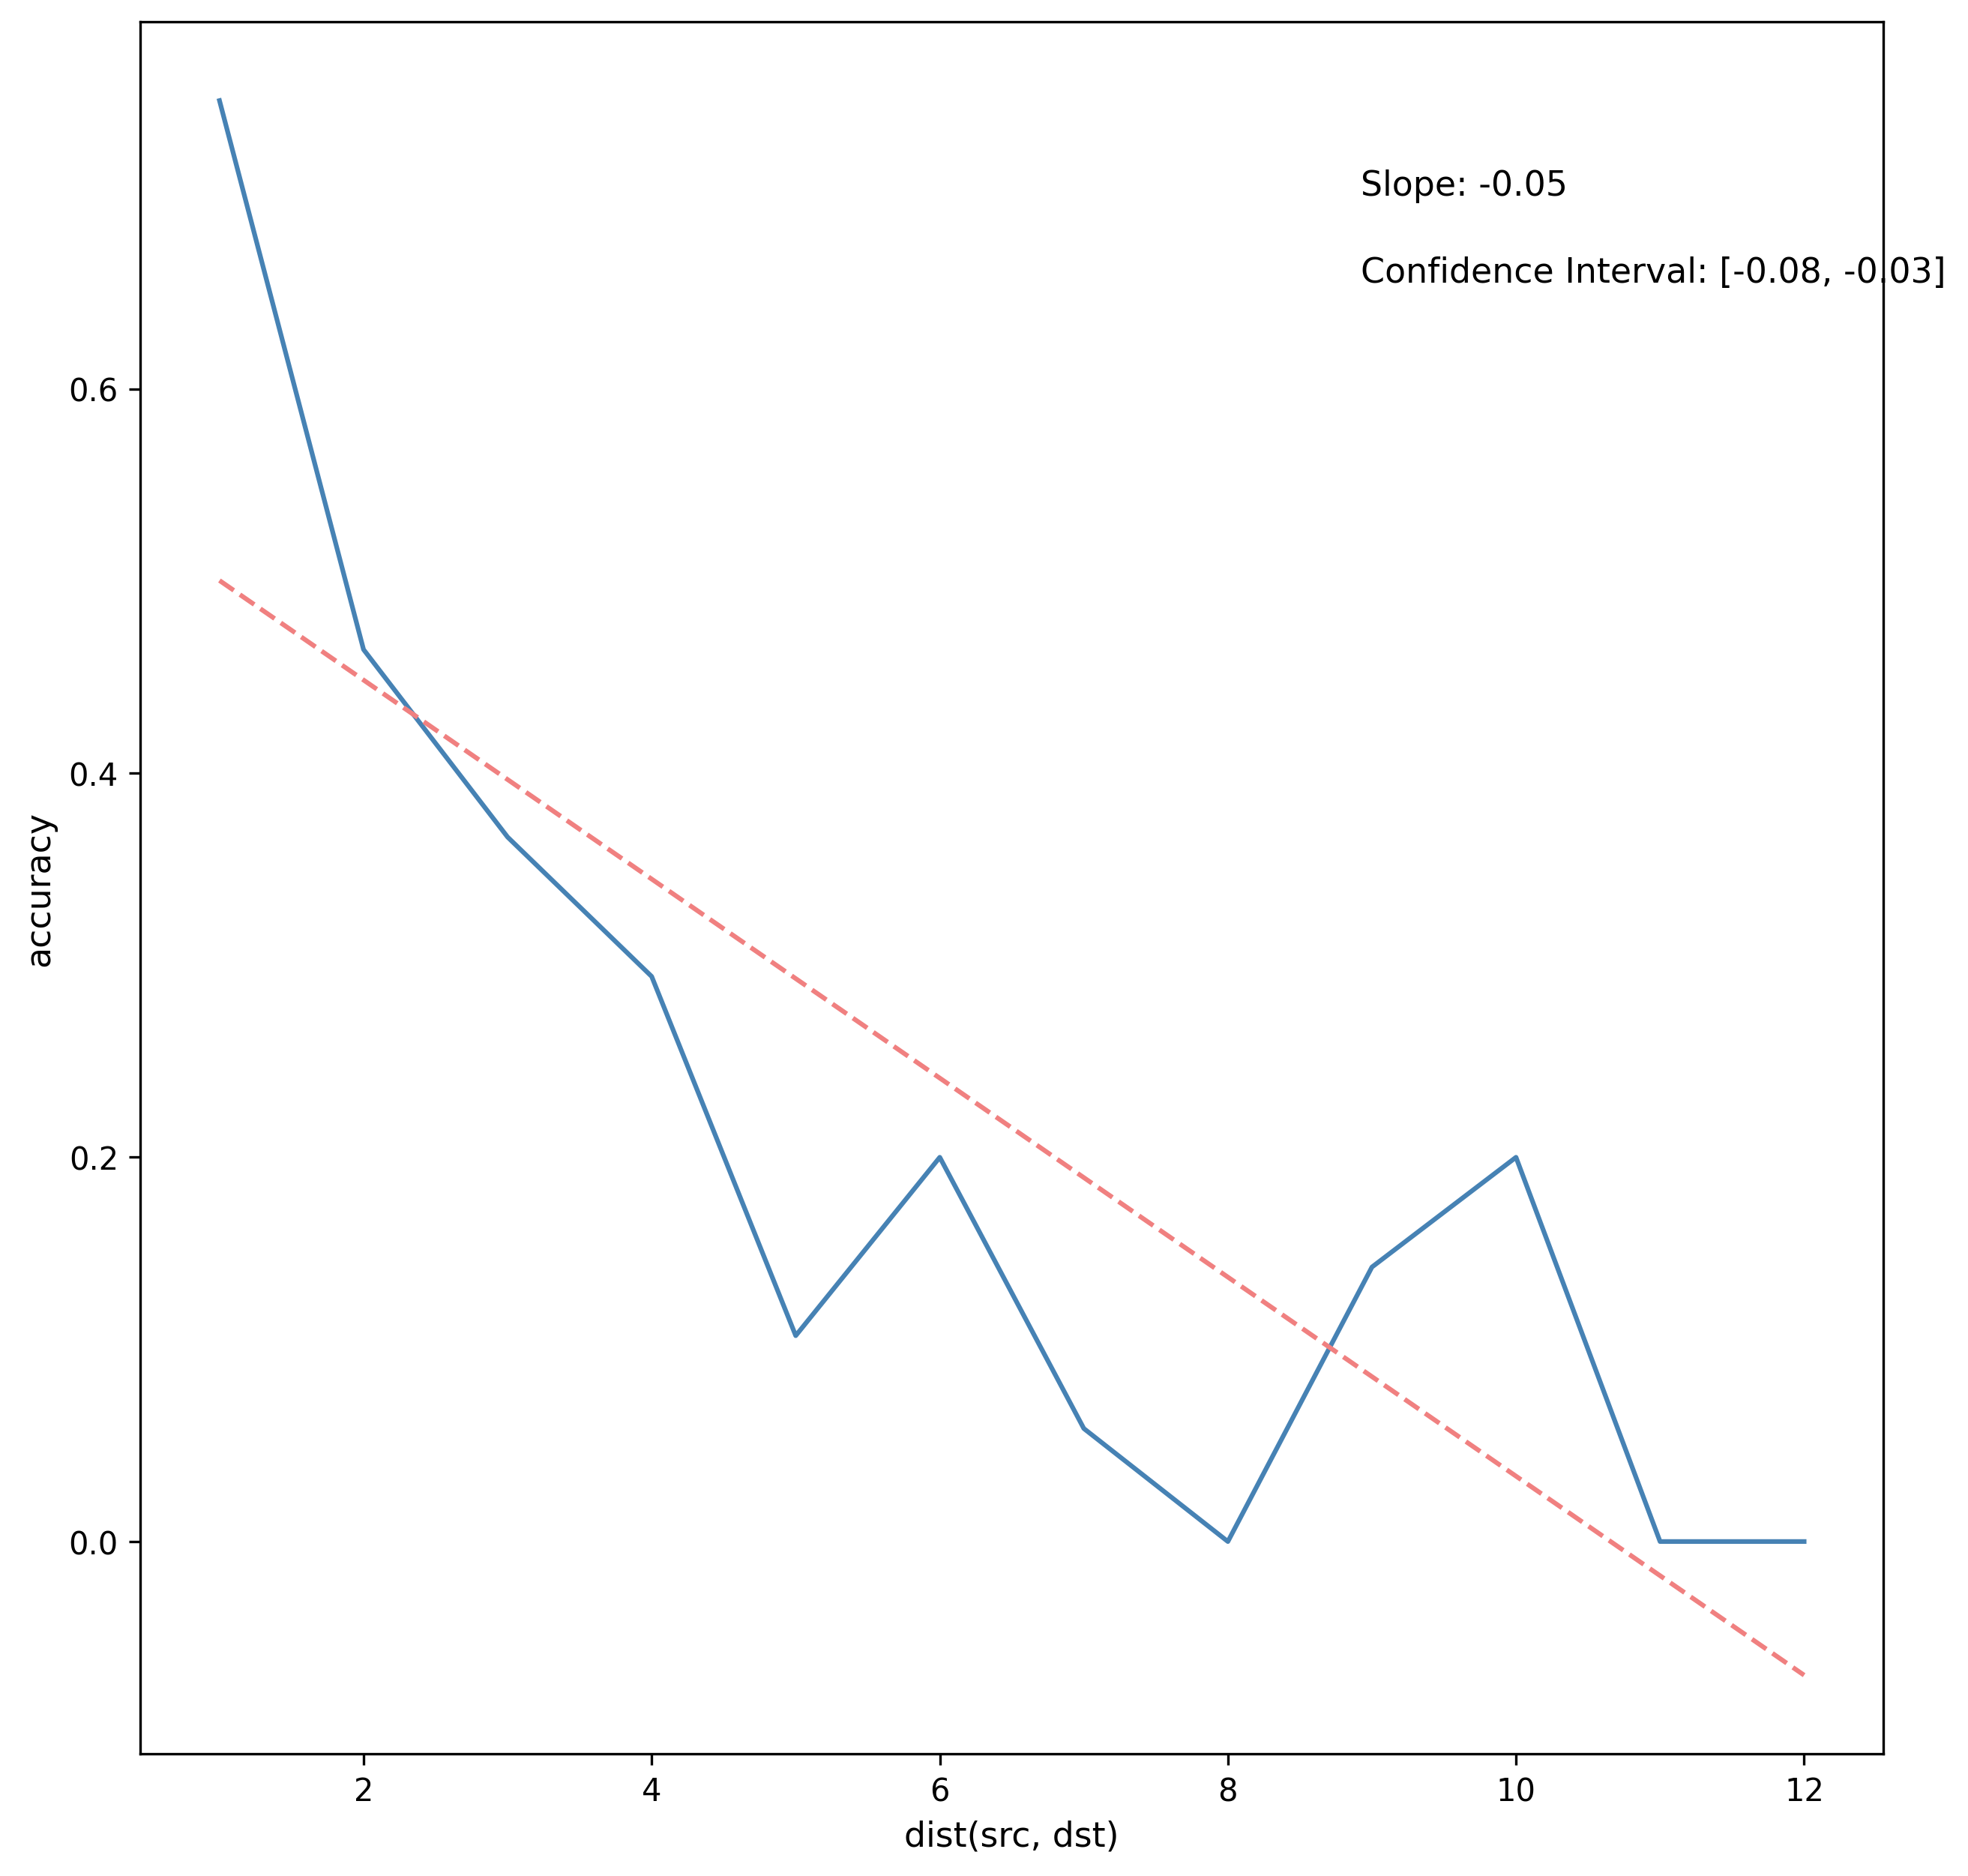 Slope: -0.05
Confidence Interval: [-0.08, -0.03]
0.6
0.4
0.2
0.0
accuracy
2 4 6 8 10 12
dist(src, dst)